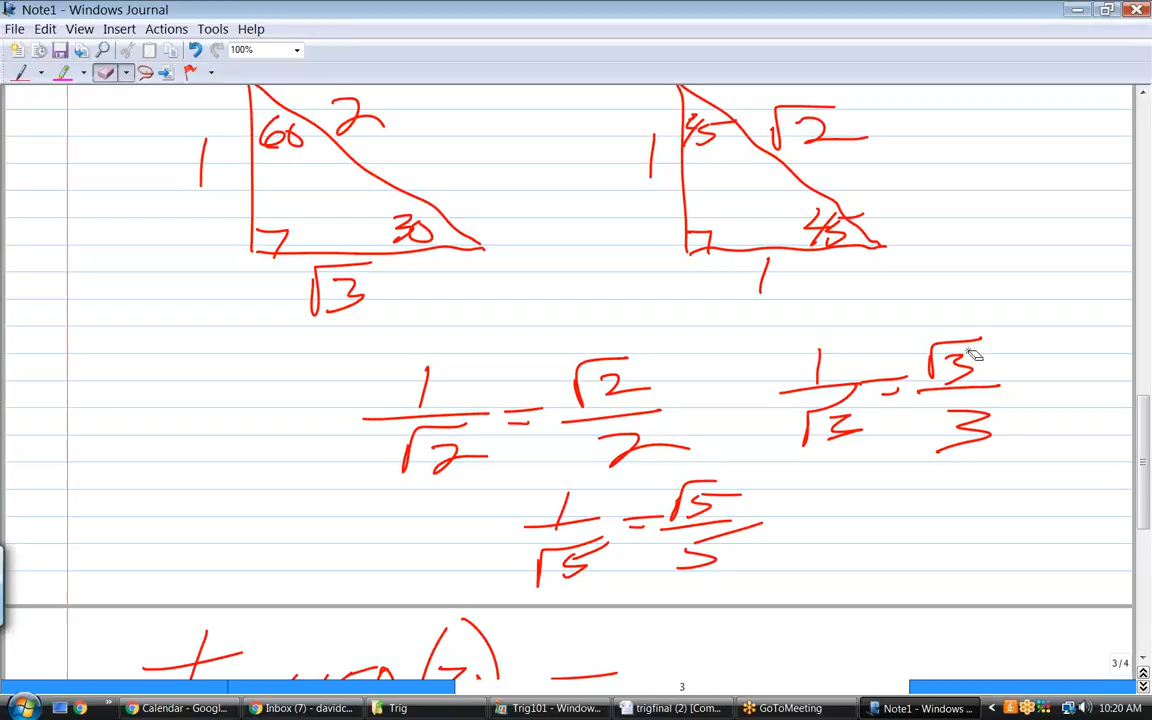 Note1 - Windows Journal
File Edit View Insert Actions Tools Help
100%
60 2 1 30 √3
45 √2 1 45 1
1/√2 = √2/2
1/√3 = √3/3
1/√5 = √5/5
3/4
3
Calendar - Googl... Inbox (0) - davidc... Trig Trig101 - Window... trigfinal (2) [Com... GoToMeeting Note1 - Windows ... 10:20 AM